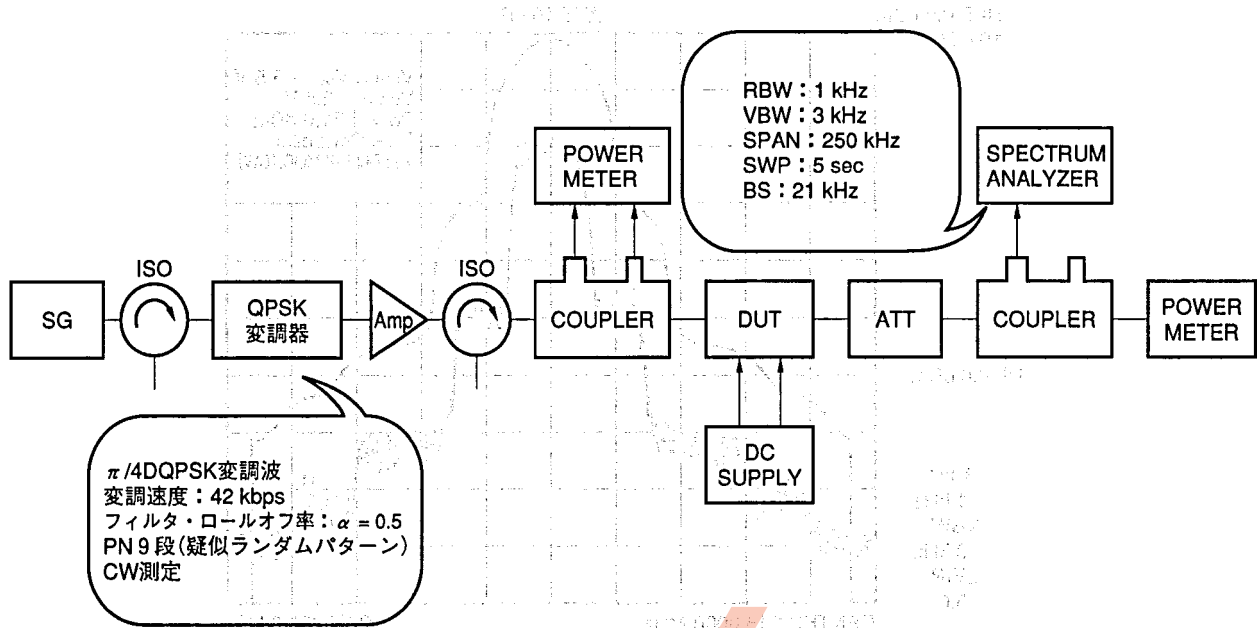 RBW：1 kHz
VBW：3 kHz
SPAN：250 kHz
SWP：5 sec
BS：21 kHz
POWER
METER
SPECTRUM
ANALYZER
ISO
ISO
SG
QPSK
変調器
Amp
COUPLER
DUT
ATT
COUPLER
POWER
METER
DC
SUPPLY
π/4DQPSK変調波
変調速度：42 kbps
フィルタ・ロールオフ率：α = 0.5
PN 9 段(疑似ランダムパターン)
CW測定